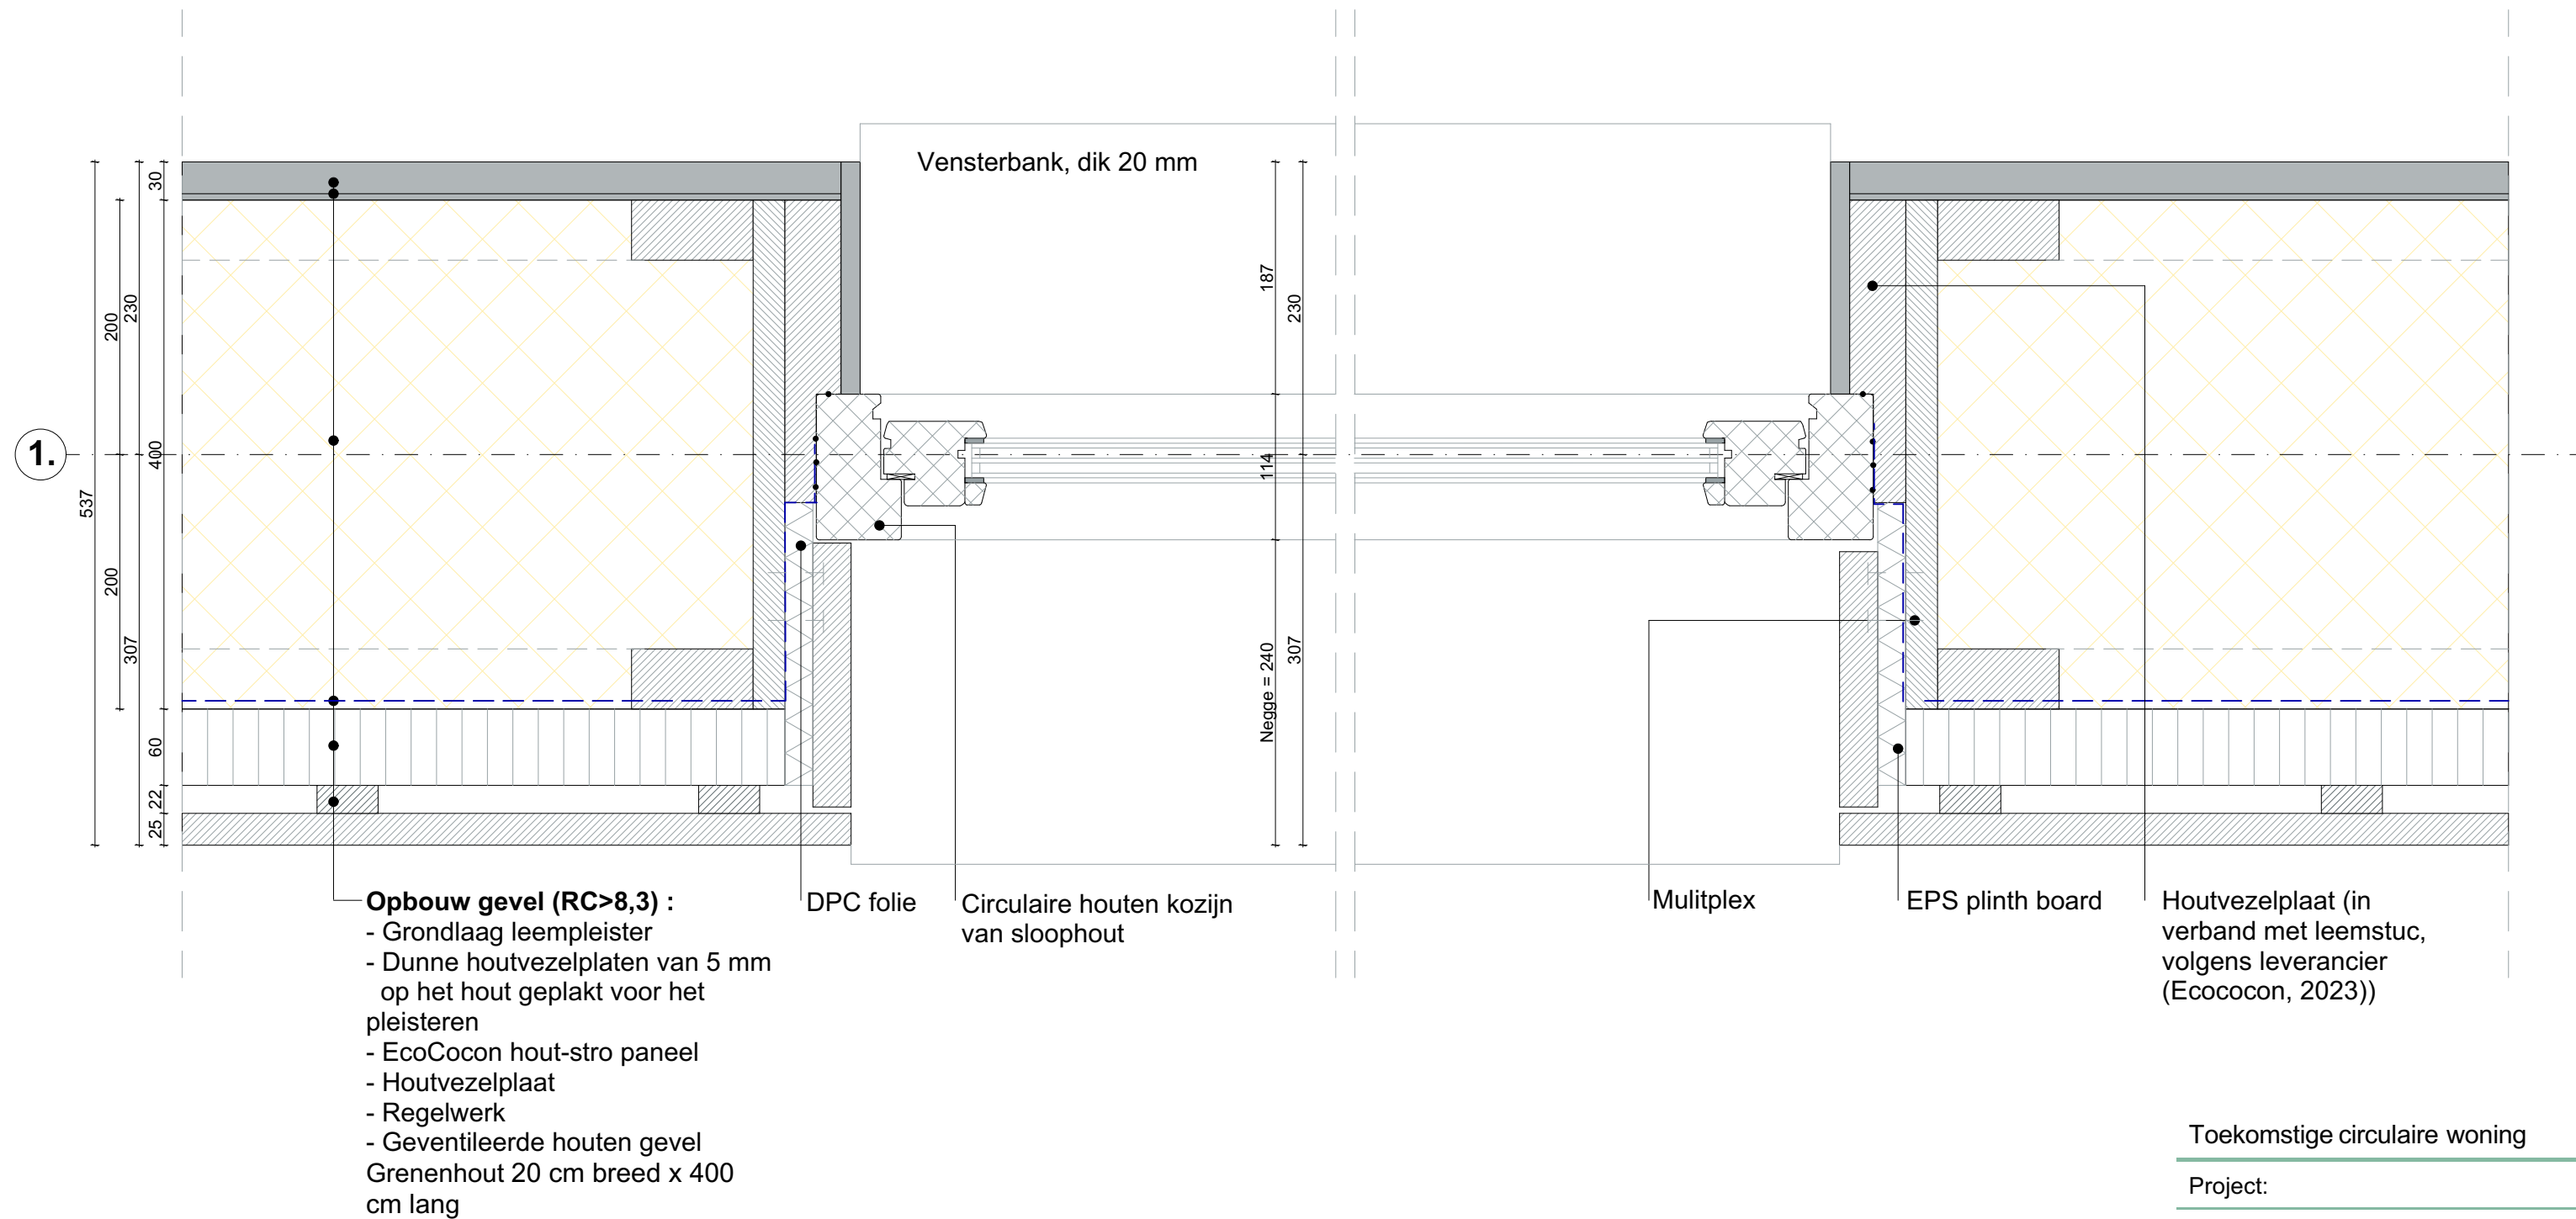 Vensterbank, dik 20 mm
30
230
200
187
230
1.
400
114
537
200
307
Negge = 240
307
60
22
25
Opbouw gevel (RC>8,3) :
- Grondlaag leempleister
- Dunne houtvezelplaten van 5 mm
op het hout geplakt voor het
pleisteren
- EcoCocon hout-stro paneel
- Houtvezelplaat
- Regelwerk
- Geventileerde houten gevel
Grenenhout 20 cm breed x 400
cm lang
DPC folie
Circulaire houten kozijn
van sloophout
Mulitplex
EPS plinth board
Houtvezelplaat (in
verband met leemstuc,
volgens leverancier
(Ecococon, 2023))
Toekomstige circulaire woning
Project: